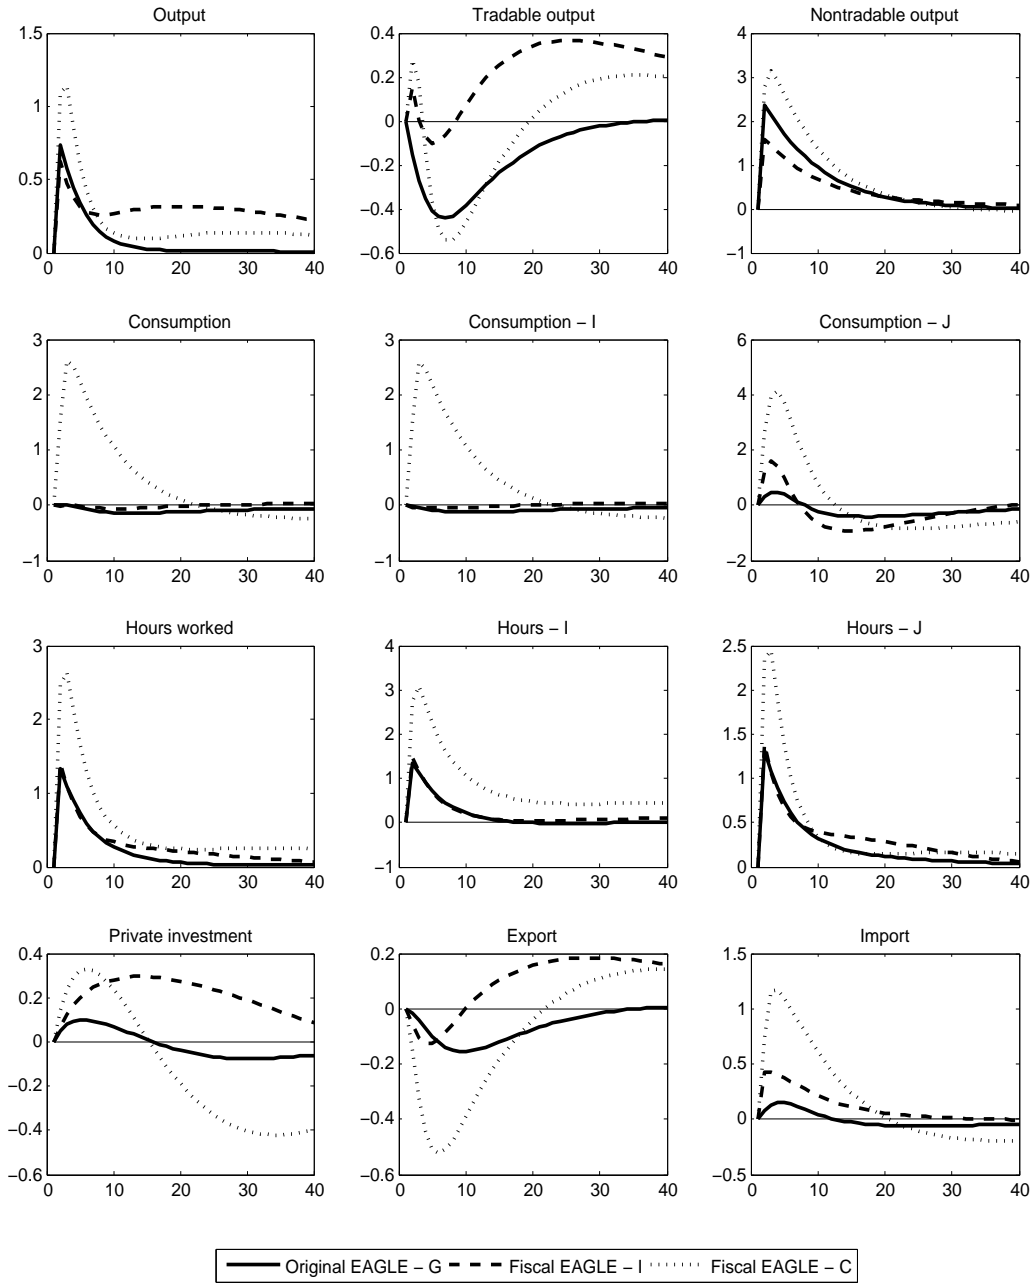 Output
Tradable output
Nontradable output
1.5
1
0.5
0
0 10 20 30 40
0.4
0.2
0
−0.2
−0.4
−0.6
0 10 20 30 40
4
3
2
1
0
−1
0 10 20 30 40
Consumption
Consumption − I
Consumption − J
3
2
1
0
−1
0 10 20 30 40
3
2
1
0
−1
0 10 20 30 40
6
4
2
0
−2
0 10 20 30 40
Hours worked
Hours − I
Hours − J
3
2
1
0
0 10 20 30 40
4
3
2
1
0
−1
0 10 20 30 40
2.5
2
1.5
1
0.5
0
0 10 20 30 40
Private investment
Export
Import
0.4
0.2
0
−0.2
−0.4
−0.6
0 10 20 30 40
0.2
0
−0.2
−0.4
−0.6
0 10 20 30 40
1.5
1
0.5
0
−0.5
0 10 20 30 40
Original EAGLE − G
Fiscal EAGLE − I
Fiscal EAGLE − C